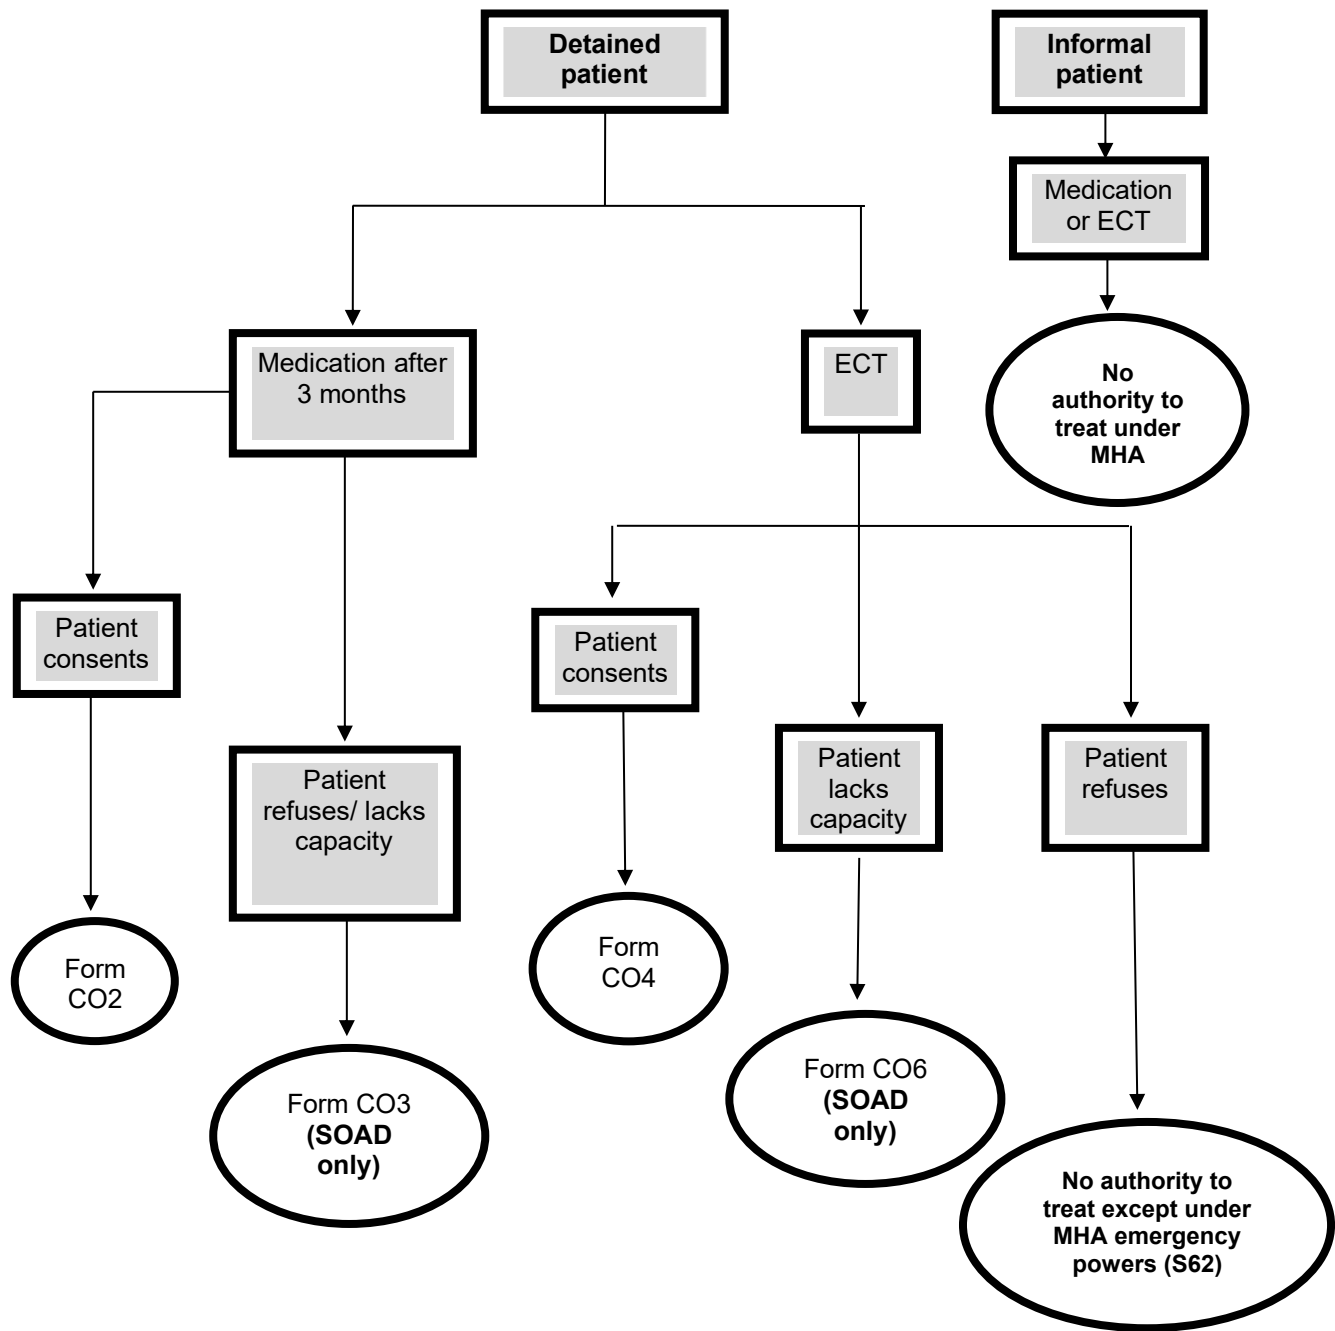 Detained
patient
Informal
patient
Medication
or ECT
No
authority to
treat under
MHA
Medication after
3 months
ECT
Patient
consents
Patient
refuses/ lacks
capacity
Patient
consents
Patient
lacks
capacity
Patient
refuses
Form
CO2
Form CO3
(SOAD
only)
Form
CO4
Form CO6
(SOAD
only)
No authority to
treat except under
MHA emergency
powers (S62)